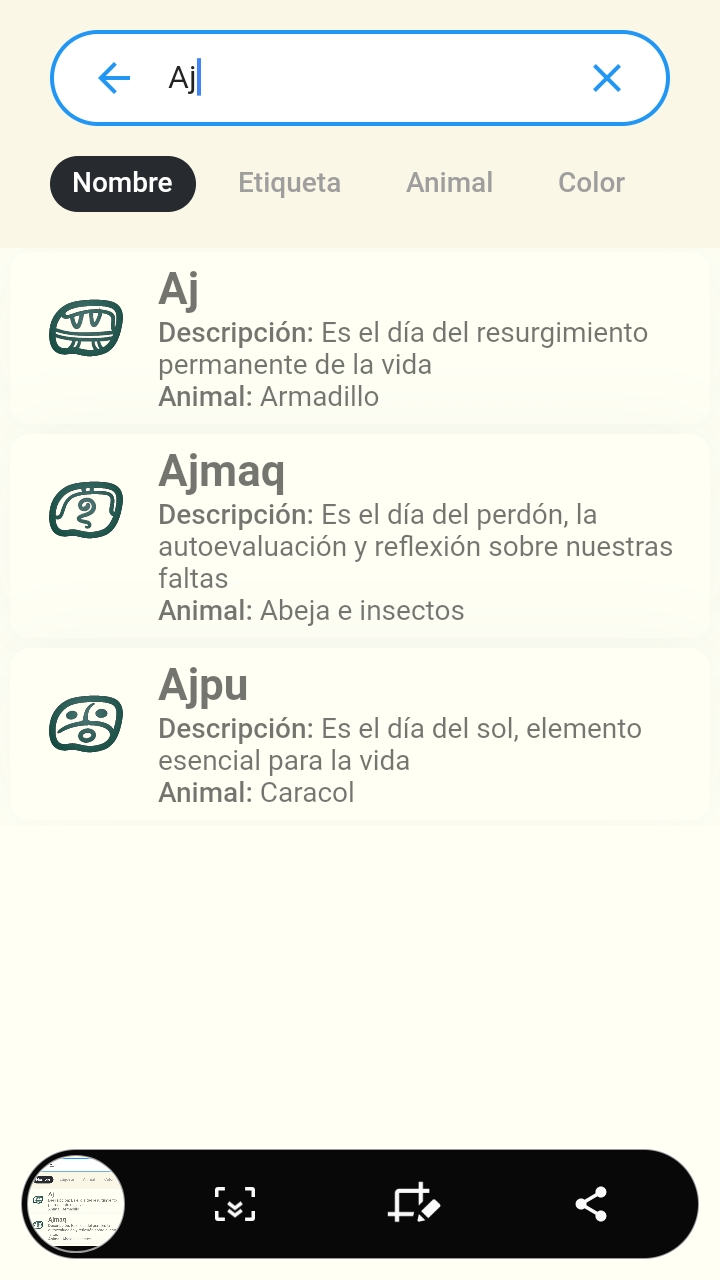 Aj
Nombre Etiqueta Animal Color
Aj
Descripción: Es el día del resurgimiento
permanente de la vida
Animal: Armadillo
Ajmaq
Descripción: Es el día del perdón, la
autoevaluación y reflexión sobre nuestras
faltas
Animal: Abeja e insectos
Ajpu
Descripción: Es el día del sol, elemento
esencial para la vida
Animal: Caracol